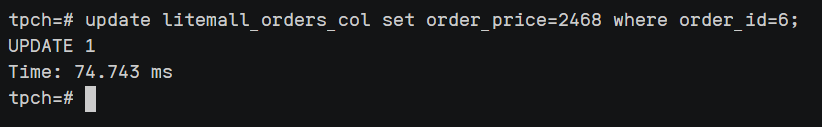 tpch=# update litemall_orders_col set order_price=2468 where order_id=6;
UPDATE 1
Time: 74.743 ms
tpch=#